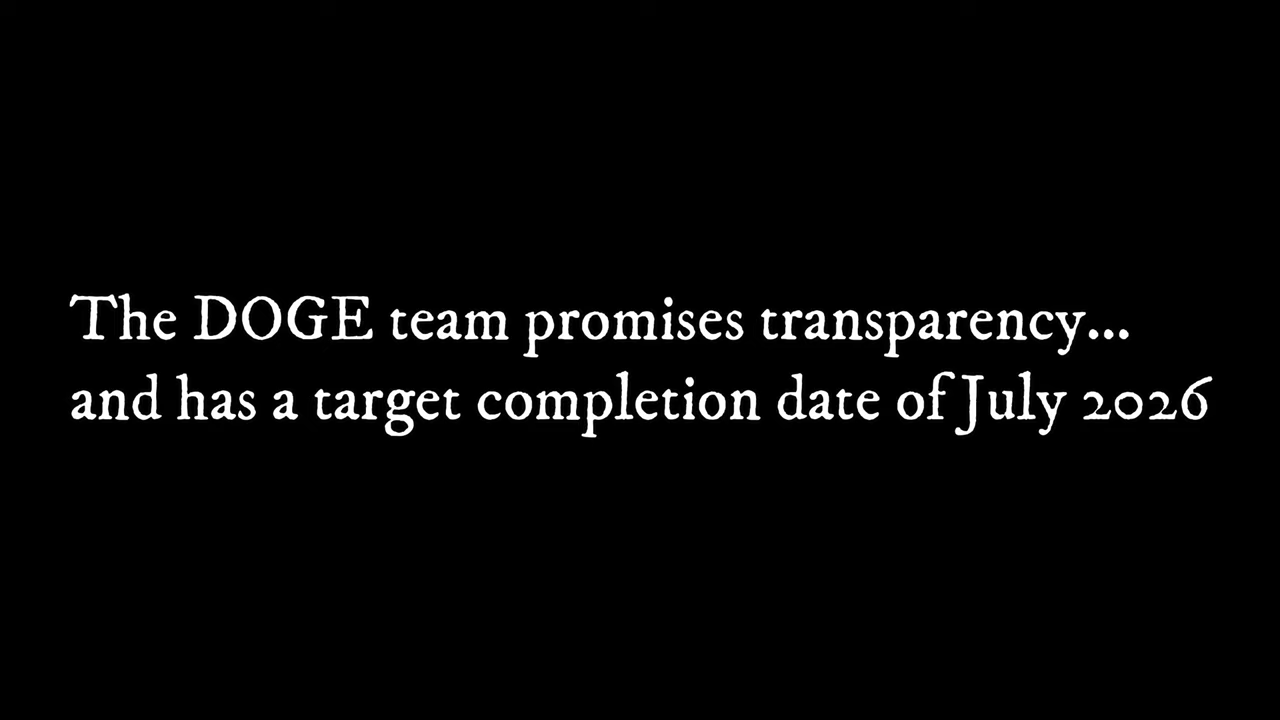 The DOGE team promises transparency...
and has a target completion date of July 2026